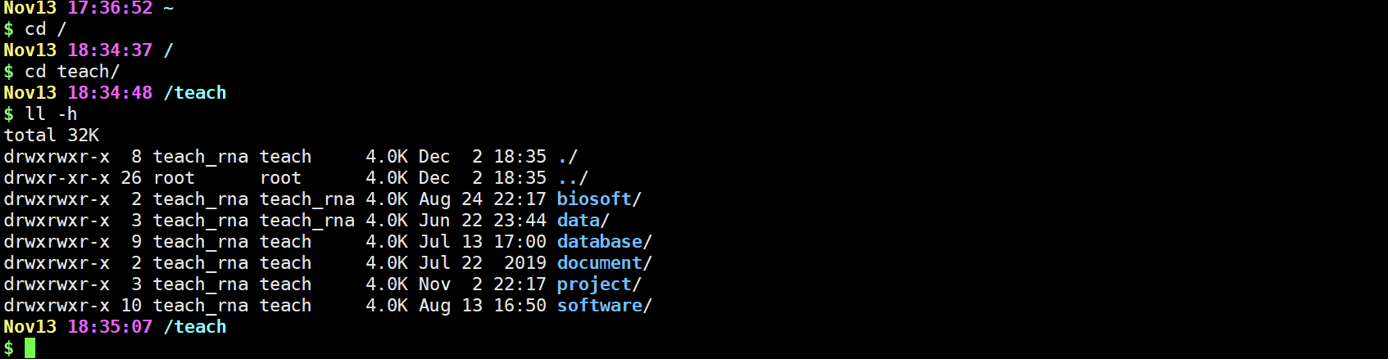 Nov13 17:36:52 ~
$ cd /
Nov13 18:34:37 /
$ cd teach/
Nov13 18:34:48 /teach
$ ll -h
total 32K
drwxrwxr-x  8 teach_rna teach     4.0K Dec  2 18:35 ./
drwxr-xr-x 26 root      root      4.0K Dec  2 18:35 ../
drwxrwxr-x  2 teach_rna teach_rna 4.0K Aug 24 22:17 biosoft/
drwxrwxr-x  3 teach_rna teach_rna 4.0K Jun 22 23:44 data/
drwxrwxr-x  9 teach_rna teach     4.0K Jul 13 17:00 database/
drwxrwxr-x  2 teach_rna teach     4.0K Jul 22  2019 document/
drwxrwxr-x  3 teach_rna teach     4.0K Nov  2 22:17 project/
drwxrwxr-x 10 teach_rna teach     4.0K Aug 13 16:50 software/
Nov13 18:35:07 /teach
$